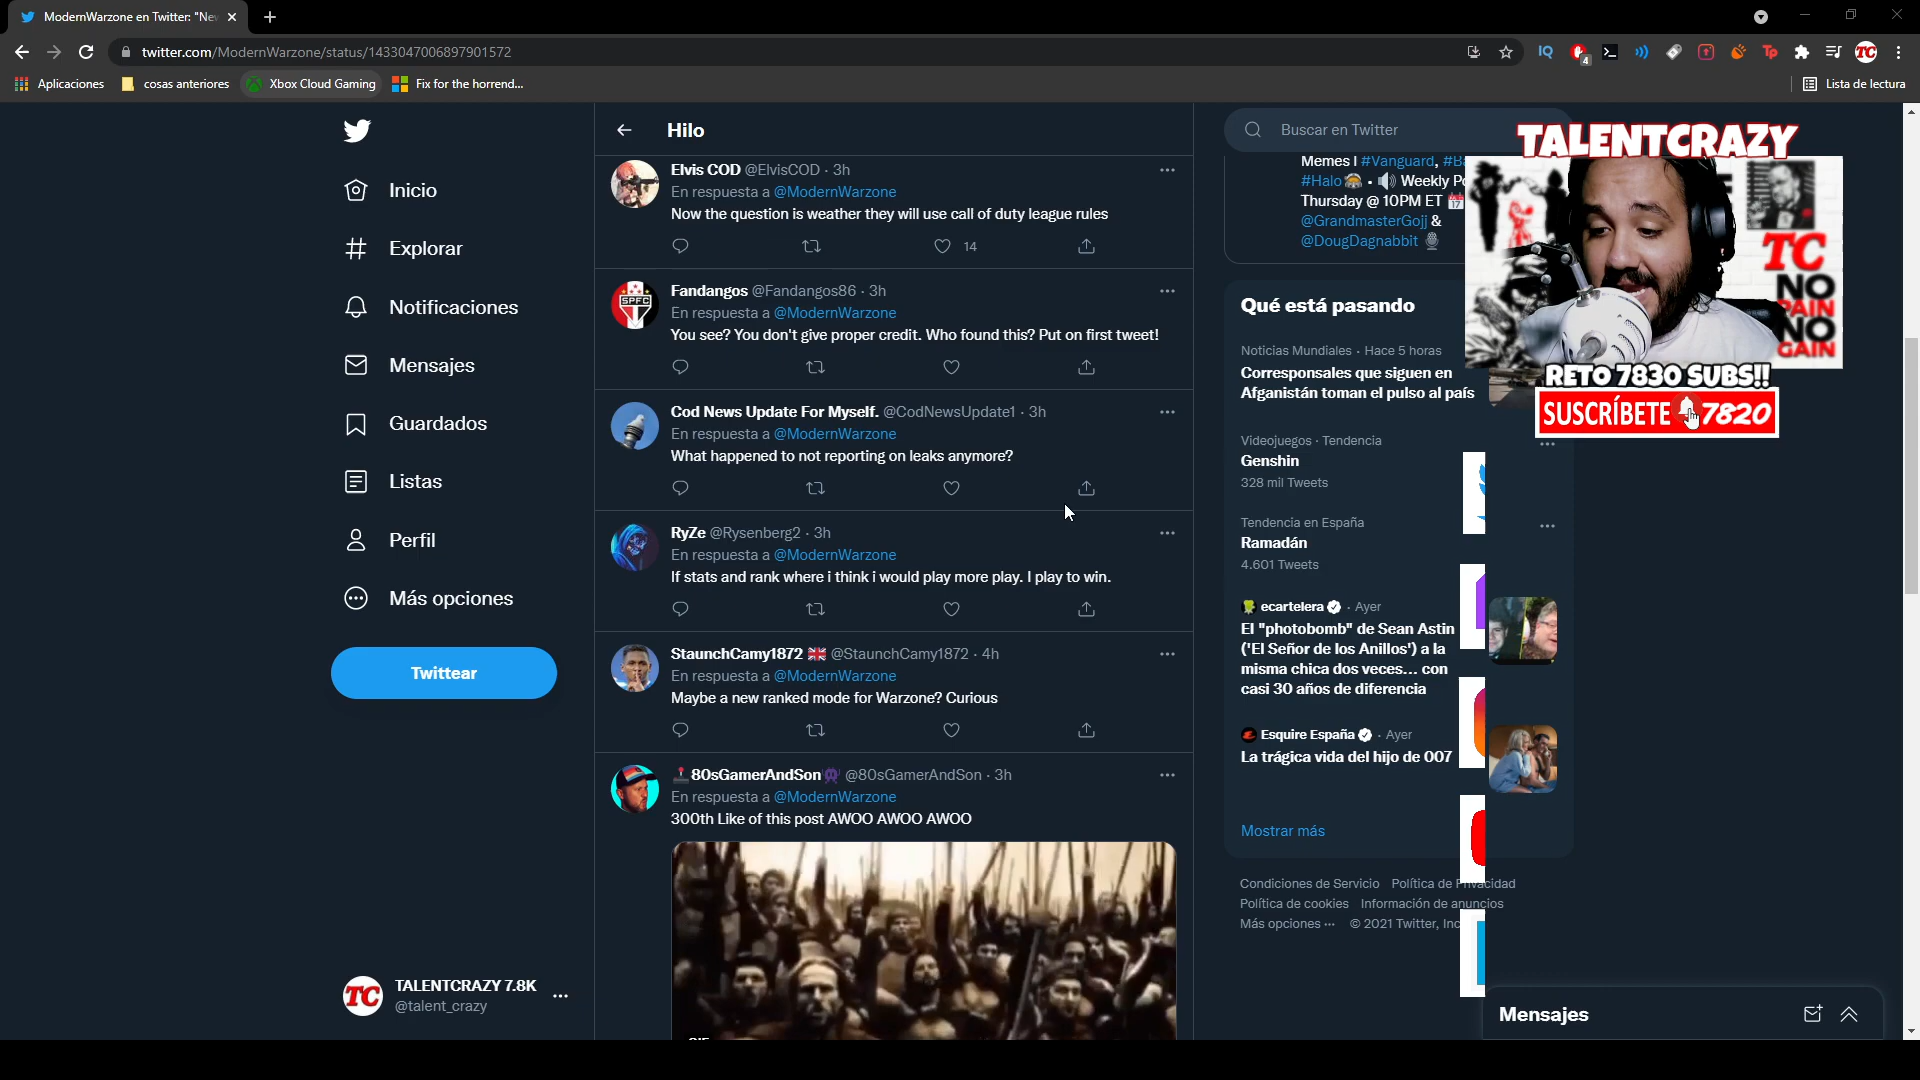 ModernWarzone en Twitter: "Nev
twitter.com/ModernWarzone/status/1433047006897901572
4
Tp
TC
Aplicaciones
cosas anteriores
Xbox Cloud Gaming
Fix for the horrend...
Lista de lectura
Inicio
Explorar
Notificaciones
Mensajes
Guardados
Listas
Perfil
Más opciones
Twittear
TC
TALENTCRAZY 7.8K
@talent_crazy
Hilo
Elvis COD @ElvisCOD · 3h
En respuesta a @ModernWarzone
Now the question is weather they will use call of duty league rules
14
SPFC
Fandangos @Fandangos86 · 3h
En respuesta a @ModernWarzone
You see? You don't give proper credit. Who found this? Put on first tweet!
Cod News Update For Myself. @CodNewsUpdate1 · 3h
En respuesta a @ModernWarzone
What happened to not reporting on leaks anymore?
RyZe @Rysenberg2 · 3h
En respuesta a @ModernWarzone
If stats and rank where i think i would play more play. I play to win.
StaunchCamy1872 🇬🇧 @StaunchCamy1872 · 4h
En respuesta a @ModernWarzone
Maybe a new ranked mode for Warzone? Curious
🕹80sGamerAndSon👾 @80sGamerAndSon · 3h
En respuesta a @ModernWarzone
300th Like of this post AWOO AWOO AWOO
Buscar en Twitter
Memes | #Vanguard, #Ba
#Halo • Weekly Po
Thursday @ 10PM ET
@GrandmasterGojj &
@DougDagnabbit
Qué está pasando
Noticias Mundiales · Hace 5 horas
Corresponsales que siguen en
Afganistán toman el pulso al país
Videojuegos · Tendencia
Genshin
328 mil Tweets
Tendencia en España
Ramadán
4.601 Tweets
ecartelera · Ayer
El "photobomb" de Sean Astin
('El Señor de los Anillos') a la
misma chica dos veces... con
casi 30 años de diferencia
Esquire España · Ayer
La trágica vida del hijo de 007
Mostrar más
Condiciones de Servicio Política de Privacidad
Política de cookies Información de anuncios
Más opciones ··· © 2021 Twitter, Inc
Mensajes
TALENTCRAZY
TC
NO
PAIN
NO
GAIN
RETO 7830 SUBS!!
SUSCRÍBETE 7820